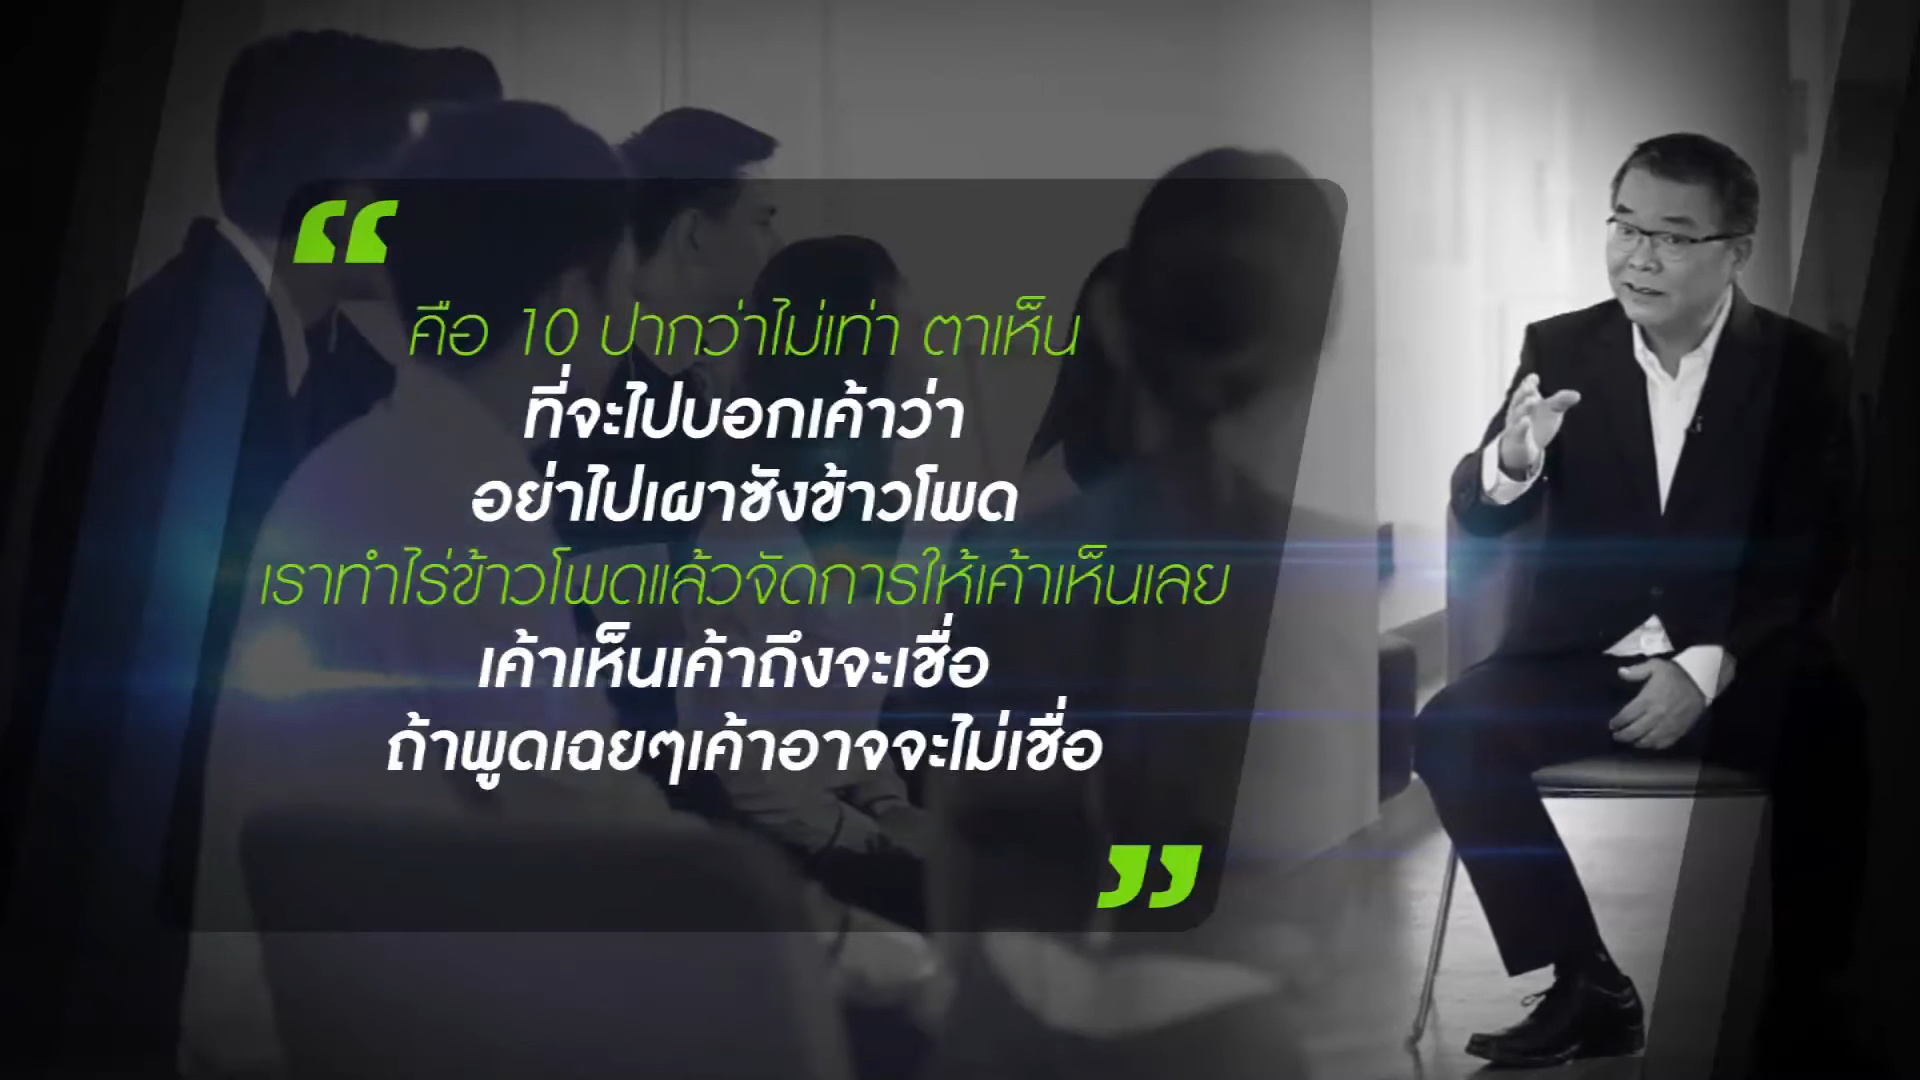 “
คือ 10 ปากว่าไม่เท่า ตาเห็น
ที่จะไปบอกเค้าว่า
อย่าไปเผาซังข้าวโพด
เราทำไร่ข้าวโพดแล้วจัดการให้เค้าเห็นเลย
เค้าเห็นเค้าถึงจะเชื่อ
ถ้าพูดเฉยๆเค้าอาจจะไม่เชื่อ
”